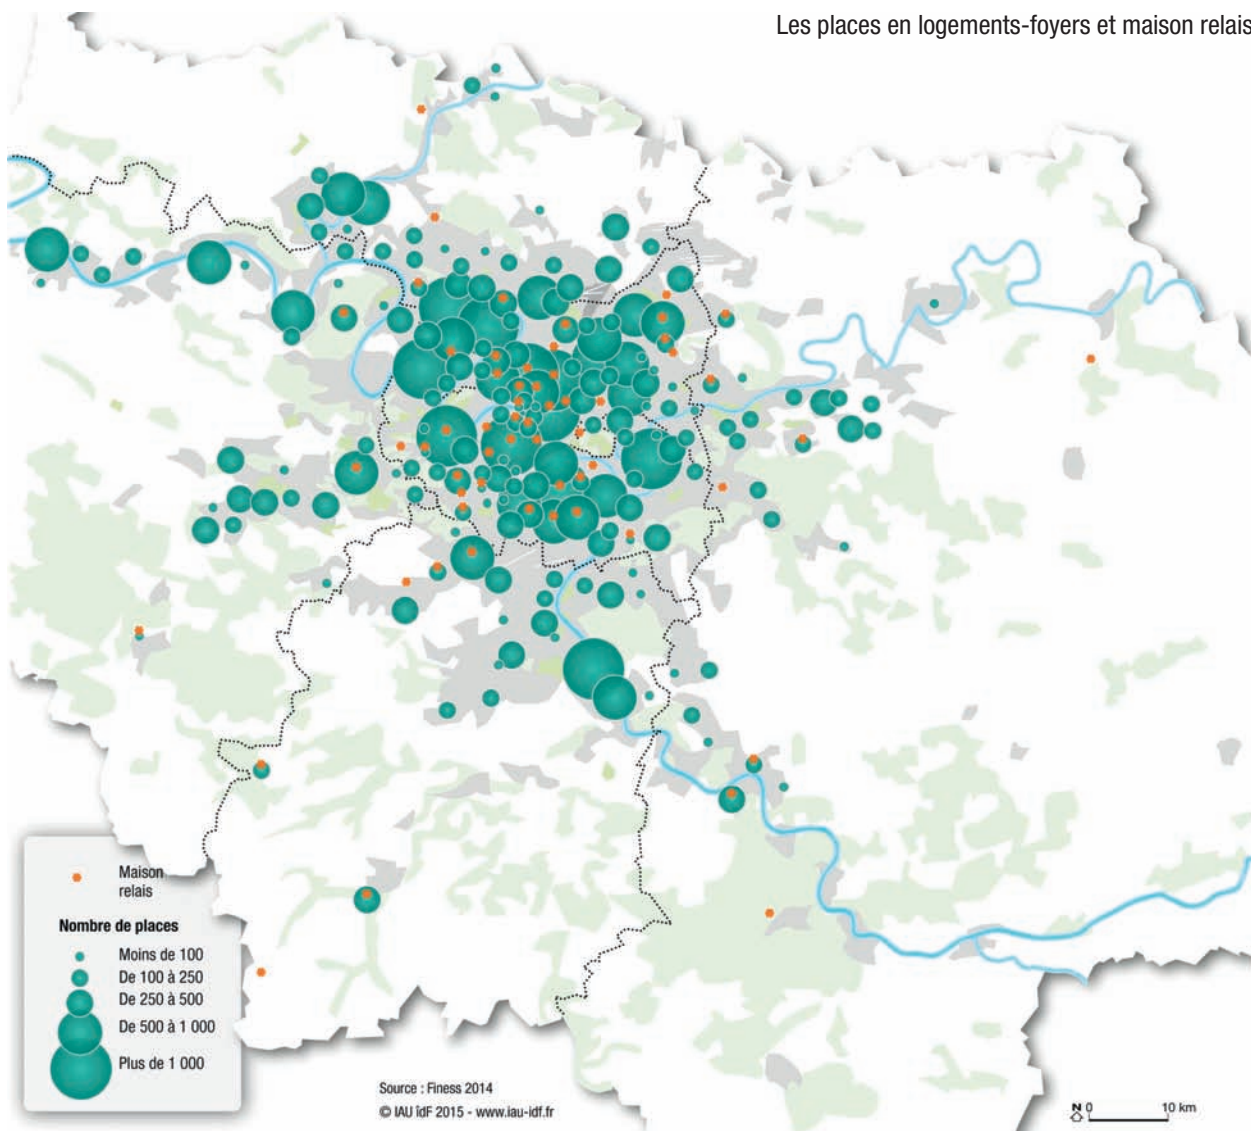 Les places en logements-foyers et maison relais
Maison
relais
Nombre de places
Moins de 100
De 100 à 250
De 250 à 500
De 500 à 1 000
Plus de 1 000
Source : Finess 2014
© IAU îdF 2015 - www.iau-idf.fr
N 0 10 km